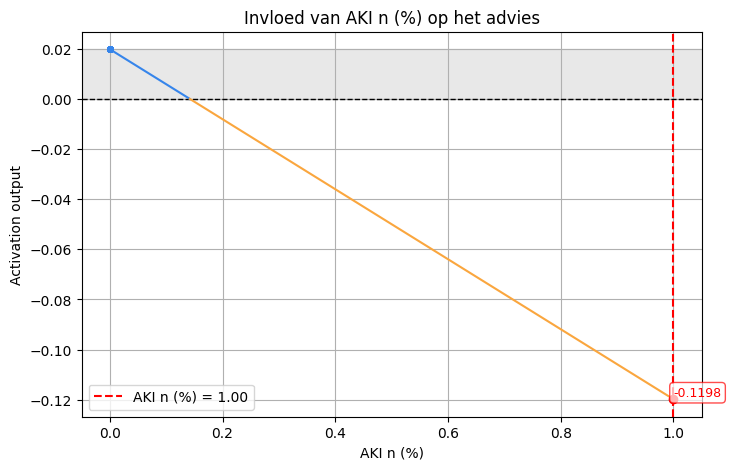 Invloed van AKI n (%) op het advies
Activation output
0.02
0.00
−0.02
−0.04
−0.06
−0.08
−0.10
−0.12
-0.1198
AKI n (%) = 1.00
0.0 0.2 0.4 0.6 0.8 1.0
AKI n (%)